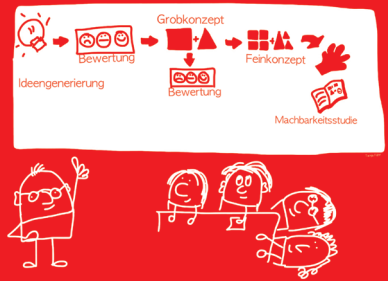 Grobkonzept
Bewertung
Feinkonzept
Ideengenerierung
Bewertung
Machbarkeitsstudie